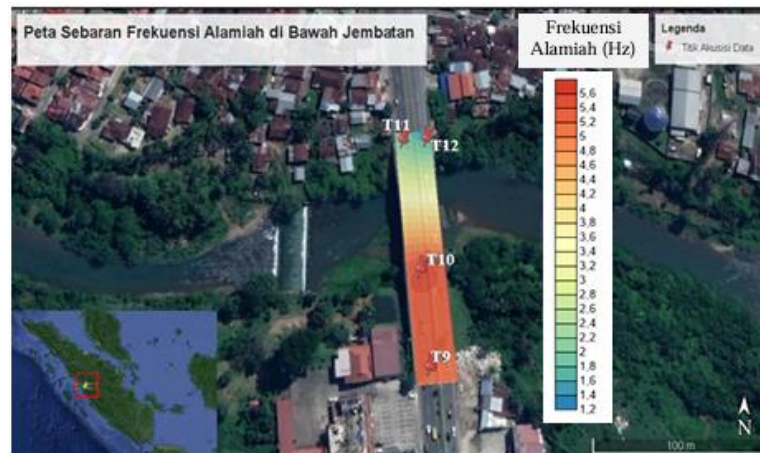 Peta Sebaran Frekuensi Alamiah di Bawah Jembatan
Frekuensi
Alamiah (Hz)
Legenda
Titik Akusisi Data
T11
T12
T10
T9
5,6
5,4
5,2
5
4,8
4,6
4,4
4,2
4
3,8
3,6
3,4
3,2
3
2,8
2,6
2,4
2,2
2
1,8
1,6
1,4
1,2
N
100 m